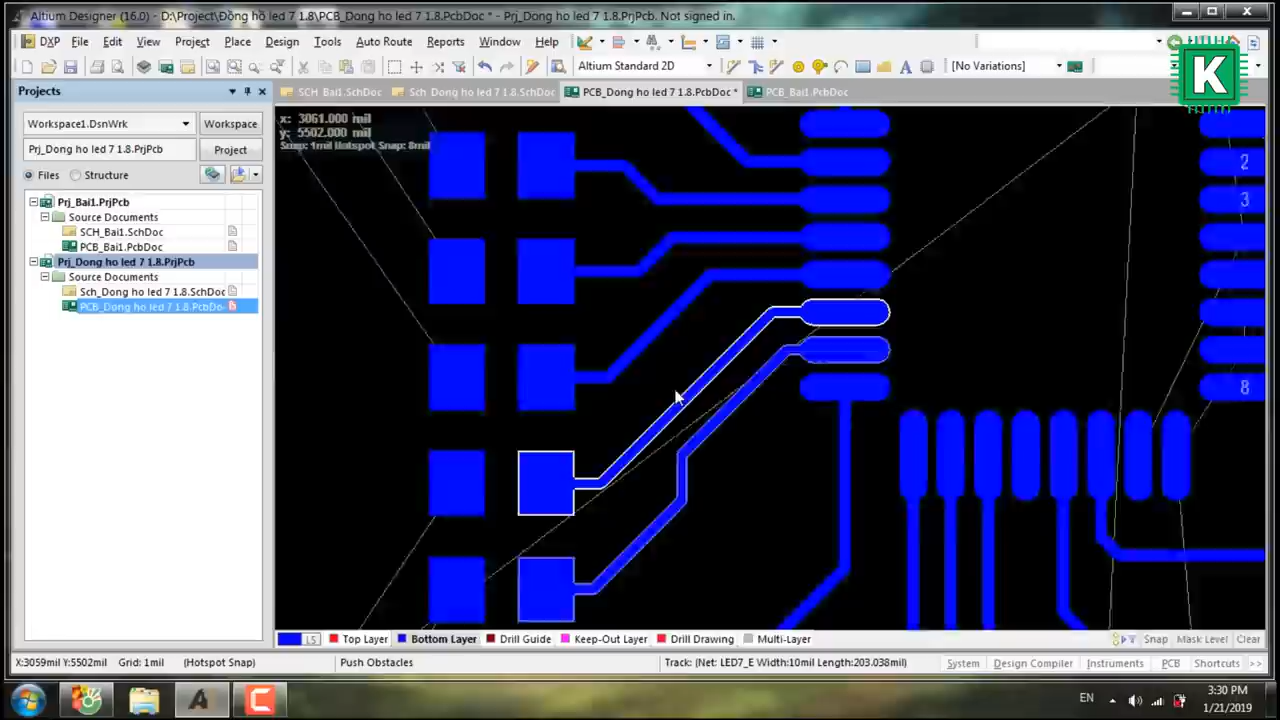 Altium Designer (16.0) - D:\Project\Đồng hồ led 7 1.8\PCB_Dong ho led 7 1.8.PcbDoc * - Prj_Dong ho led 7 1.8.PrjPcb. Not signed in.
DXP File Edit View Project Place Design Tools Auto Route Reports Window Help
Altium Standard 2D [No Variations]
K
Projects
SCH_Bai1.SchDoc Sch_Dong ho led 7 1.8.SchDoc PCB_Dong ho led 7 1.8.PcbDoc * PCB_Bai1.PcbDoc
Workspace1.DsnWrk Workspace
Prj_Dong ho led 7 1.8.PrjPcb Project
Files Structure
Prj_Bai1.PrjPcb
Source Documents
SCH_Bai1.SchDoc
PCB_Bai1.PcbDoc
Prj_Dong ho led 7 1.8.PrjPcb
Source Documents
Sch_Dong ho led 7 1.8.SchDoc
PCB_Dong ho led 7 1.8.PcbDo
x: 3061.000 mil
y: 5502.000 mil
Snap: 1mil Hotspot Snap: 8mil
2
3
8
LS Top Layer Bottom Layer Drill Guide Keep-Out Layer Drill Drawing Multi-Layer Snap Mask Level Clear
X:3059mil Y:5502mil Grid: 1mil (Hotspot Snap) Push Obstacles Track: (Net: LED7_E Width:10mil Length:203.038mil) System Design Compiler Instruments PCB Shortcuts >>
EN
3:30 PM
1/21/2019